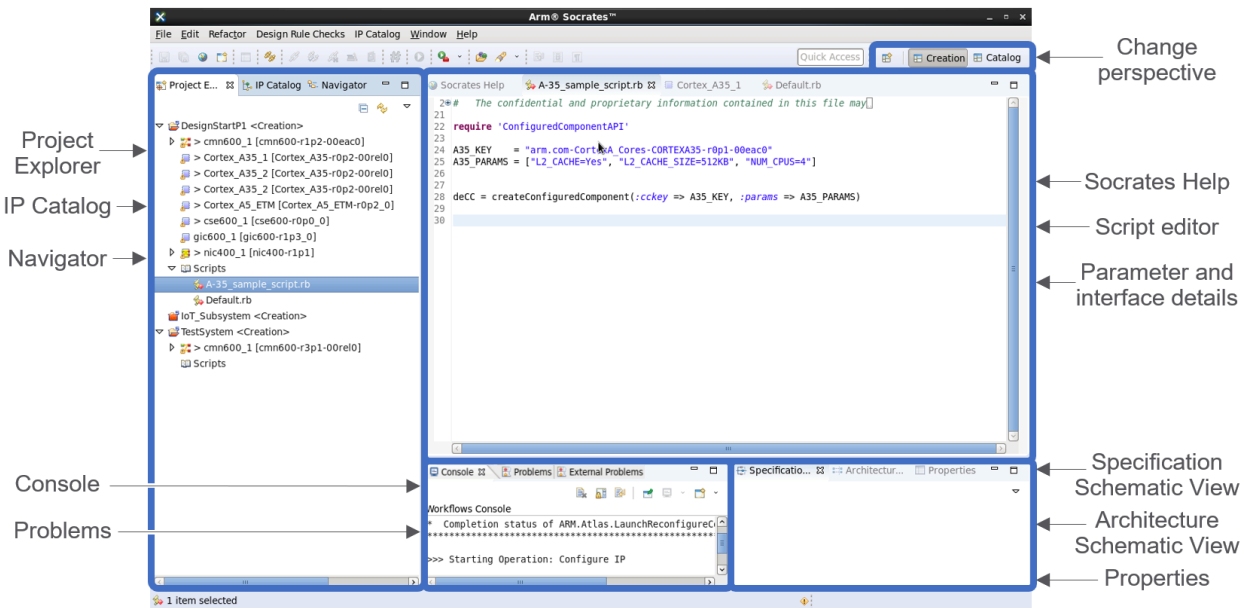 Arm® Socrates™
File Edit Refactor Design Rule Checks IP Catalog Window Help
Quick Access
Creation
Catalog
Change
perspective
Project E...
IP Catalog
Navigator
DesignStartP1 <Creation>
> cmn600_1 [cmn600-r1p2-00eac0]
> Cortex_A35_1 [Cortex_A35-r0p2-00rel0]
> Cortex_A35_2 [Cortex_A35-r0p2-00rel0]
> Cortex_A35_2 [Cortex_A35-r0p2-00rel0]
> Cortex_A5_ETM [Cortex_A5_ETM-r0p2_0]
> cse600_1 [cse600-r0p0_0]
gic600_1 [gic600-r1p3_0]
> nic400_1 [nic400-r1p1]
Scripts
A-35_sample_script.rb
Default.rb
IoT_Subsystem <Creation>
TestSystem <Creation>
> cmn600_1 [cmn600-r3p1-00rel0]
Scripts
Project
Explorer
IP Catalog
Navigator
Console
Problems
Socrates Help
A-35_sample_script.rb
Cortex_A35_1
Default.rb
2 # The confidential and proprietary information contained in this file may
21
22 require 'ConfiguredComponentAPI'
23
24 A35_KEY = "arm.com-CortexA_Cores-CORTEXA35-r0p1-00eac0"
25 A35_PARAMS = ["L2_CACHE=Yes", "L2_CACHE_SIZE=512KB", "NUM_CPUS=4"]
26
27
28 deCC = createConfiguredComponent(:cckey => A35_KEY, :params => A35_PARAMS)
29
30
Socrates Help
Script editor
Parameter and
interface details
Console
Problems
External Problems
Workflows Console
* Completion status of ARM.Atlas.LaunchReconfigureC
**************************************************
>>> Starting Operation: Configure IP
Specificatio...
Architectur...
Properties
Specification
Schematic View
Architecture
Schematic View
Properties
1 item selected